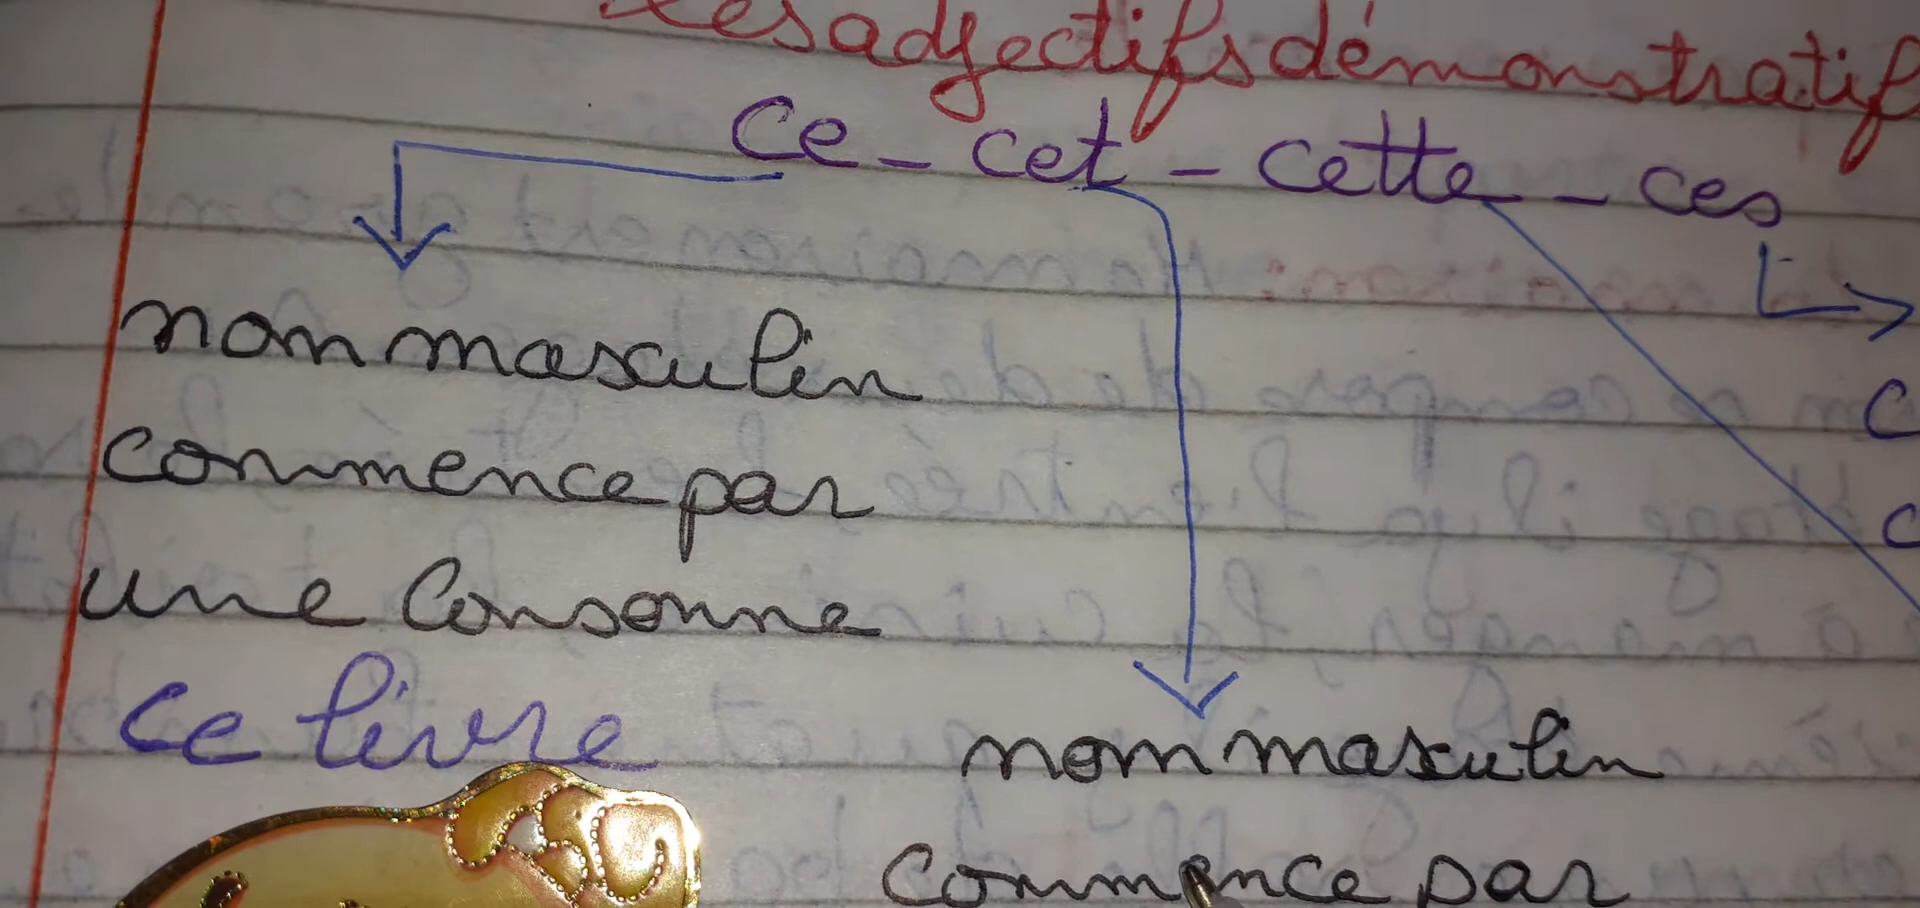 Les adjectifs démonstratifs
ce - cet - cette - ces
nom masculin
commence par
une consonne
ce livre
nom masculin
commence par